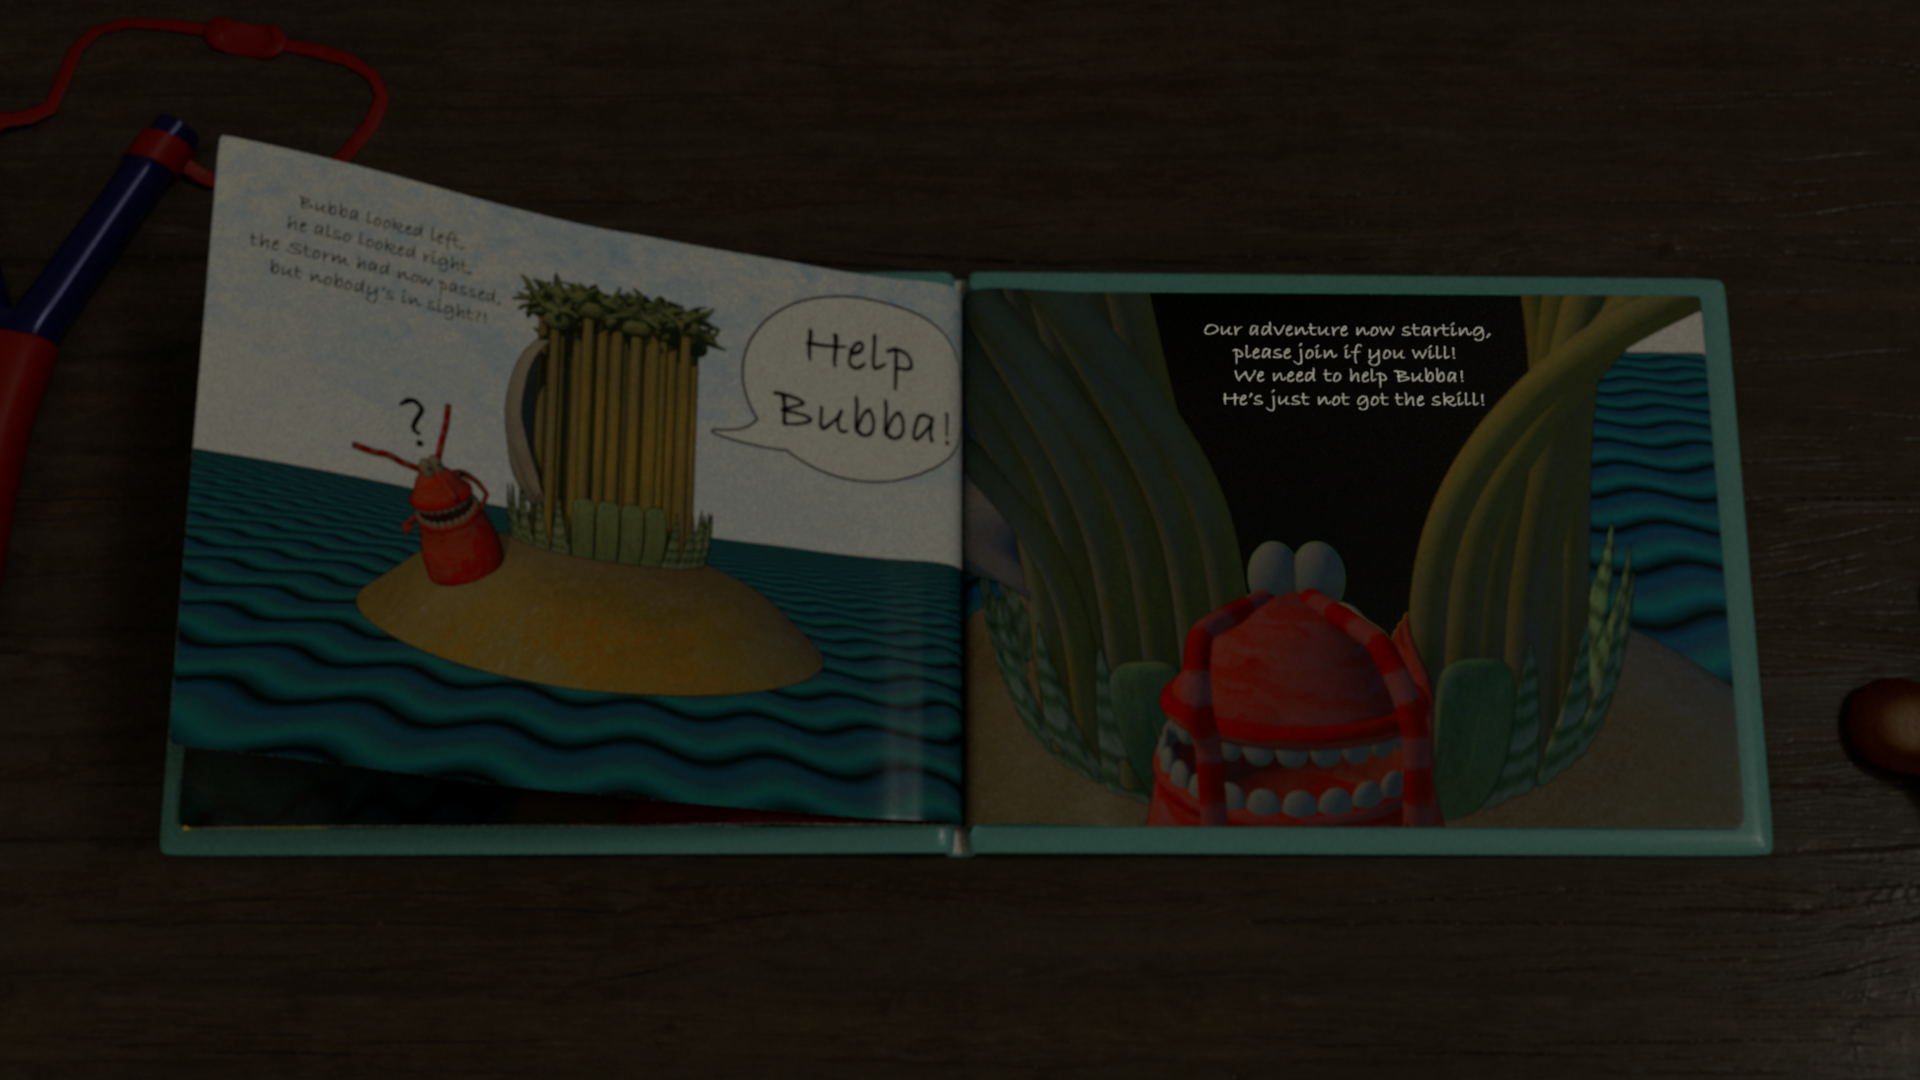 Bubba looked left,
he also looked right,
the Storm had now passed,
but nobody's in sight?!
?
Help
Bubba!
Our adventure now starting,
please join if you will!
We need to help Bubba!
He's just not got the skill!